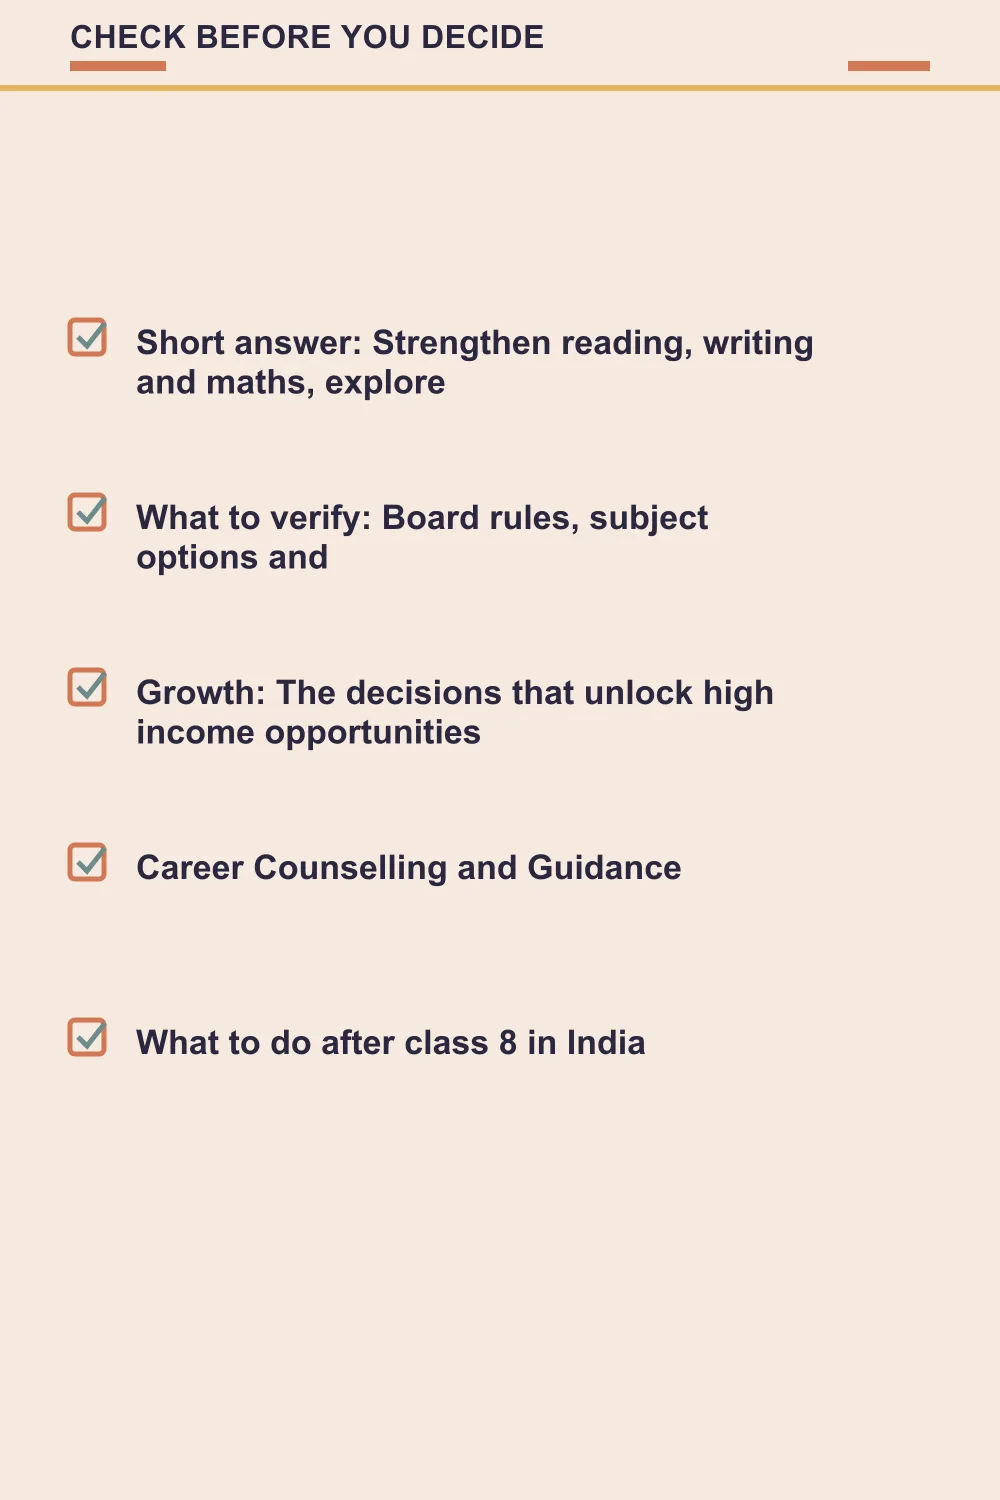 CHECK BEFORE YOU DECIDE
Short answer: Strengthen reading, writing
and maths, explore
What to verify: Board rules, subject
options and
Growth: The decisions that unlock high
income opportunities
Career Counselling and Guidance
What to do after class 8 in India